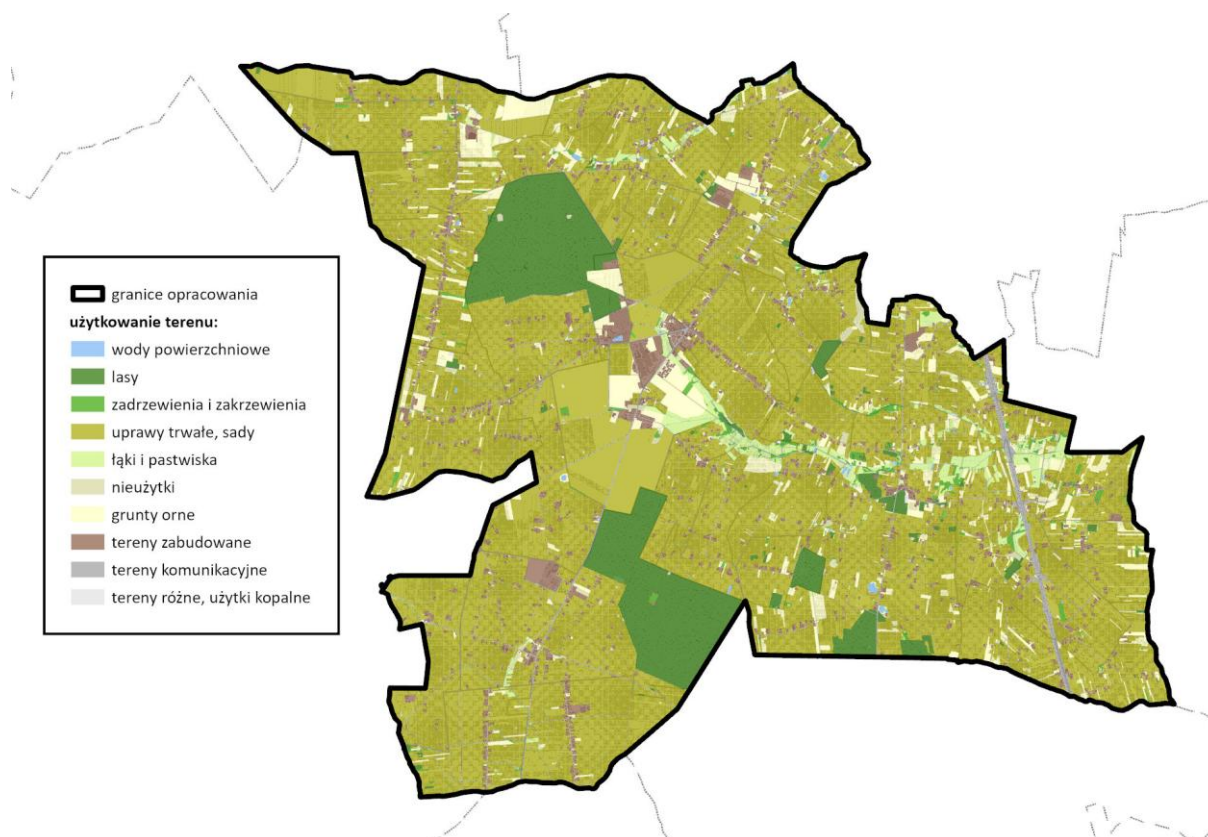 granice opracowania
użytkowanie terenu:
wody powierzchniowe
lasy
zadrzewienia i zakrzewienia
uprawy trwałe, sady
łąki i pastwiska
nieużytki
grunty orne
tereny zabudowane
tereny komunikacyjne
tereny różne, użytki kopalne